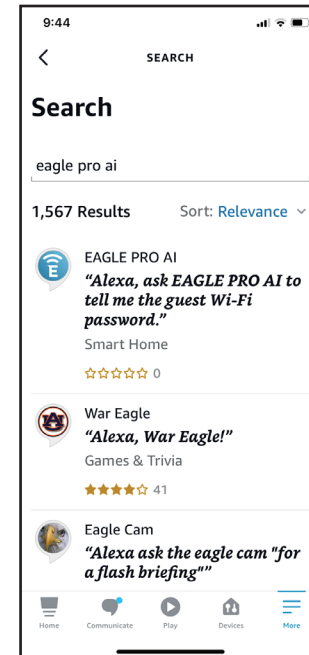 9:44
SEARCH
Search
eagle pro ai
1,567 Results Sort: Relevance
E
EAGLE PRO AI
“Alexa, ask EAGLE PRO AI to
tell me the guest Wi-Fi
password.”
Smart Home
0
War Eagle
“Alexa, War Eagle!”
Games & Trivia
41
Eagle Cam
“Alexa ask the eagle cam "for
a flash briefing"”
Home Communicate Play Devices More